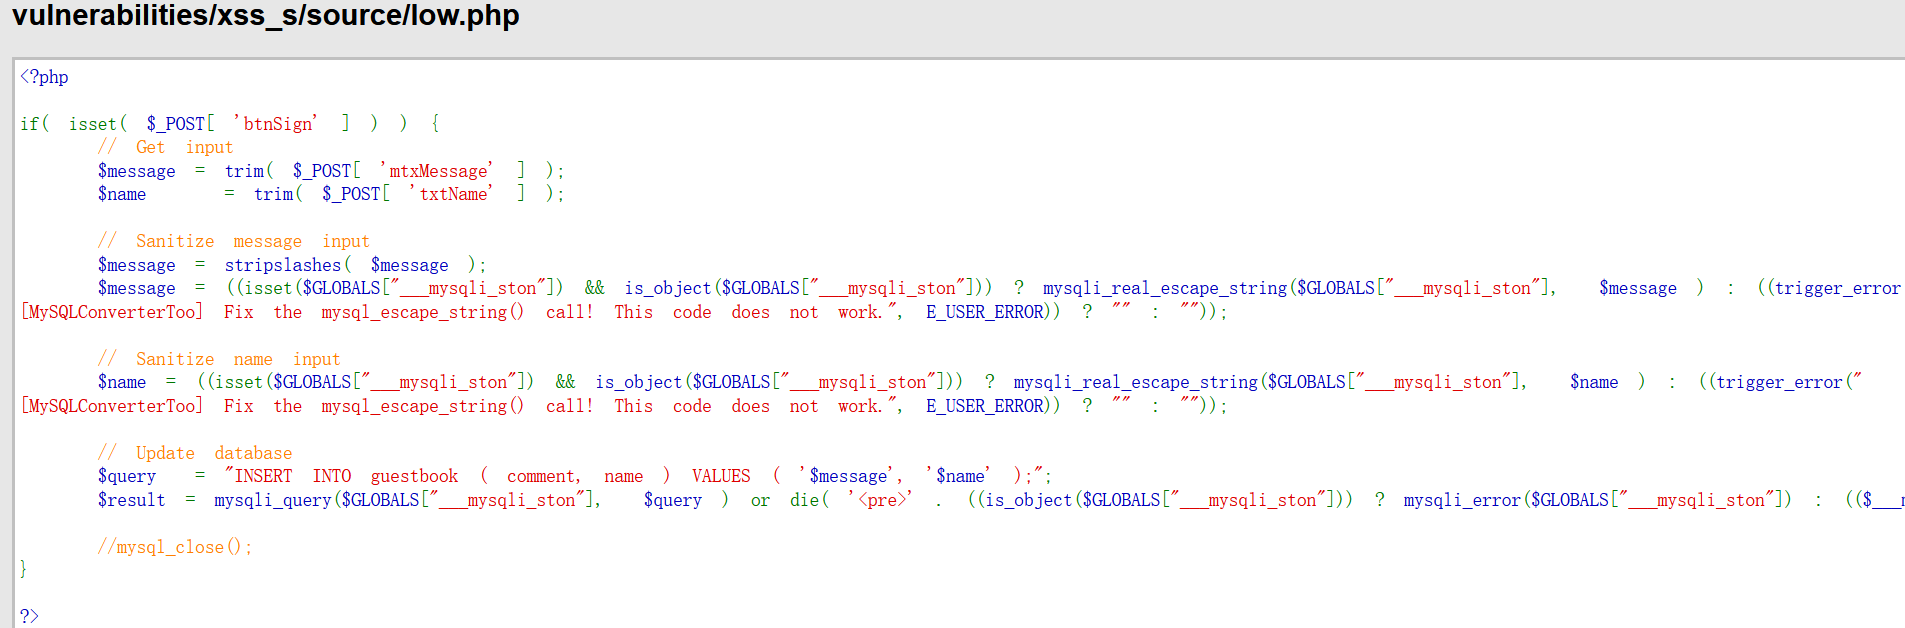 vulnerabilities/xss_s/source/low.php
<?php
if( isset( $_POST[ 'btnSign' ] ) ) {
// Get input
$message = trim( $_POST[ 'mtxMessage' ] );
$name = trim( $_POST[ 'txtName' ] );
// Sanitize message input
$message = stripslashes( $message );
$message = ((isset($GLOBALS["___mysqli_ston"]) && is_object($GLOBALS["___mysqli_ston"])) ? mysqli_real_escape_string($GLOBALS["___mysqli_ston"], $message ) : ((trigger_error
[MySQLConverterToo] Fix the mysql_escape_string() call! This code does not work.", E_USER_ERROR)) ? "" : ""));
// Sanitize name input
$name = ((isset($GLOBALS["___mysqli_ston"]) && is_object($GLOBALS["___mysqli_ston"])) ? mysqli_real_escape_string($GLOBALS["___mysqli_ston"], $name ) : ((trigger_error("
[MySQLConverterToo] Fix the mysql_escape_string() call! This code does not work.", E_USER_ERROR)) ? "" : ""));
// Update database
$query = "INSERT INTO guestbook ( comment, name ) VALUES ( '$message', '$name' );";
$result = mysqli_query($GLOBALS["___mysqli_ston"], $query ) or die( '<pre>' . ((is_object($GLOBALS["___mysqli_ston"])) ? mysqli_error($GLOBALS["___mysqli_ston"]) : (($___
//mysql_close();
}
?>